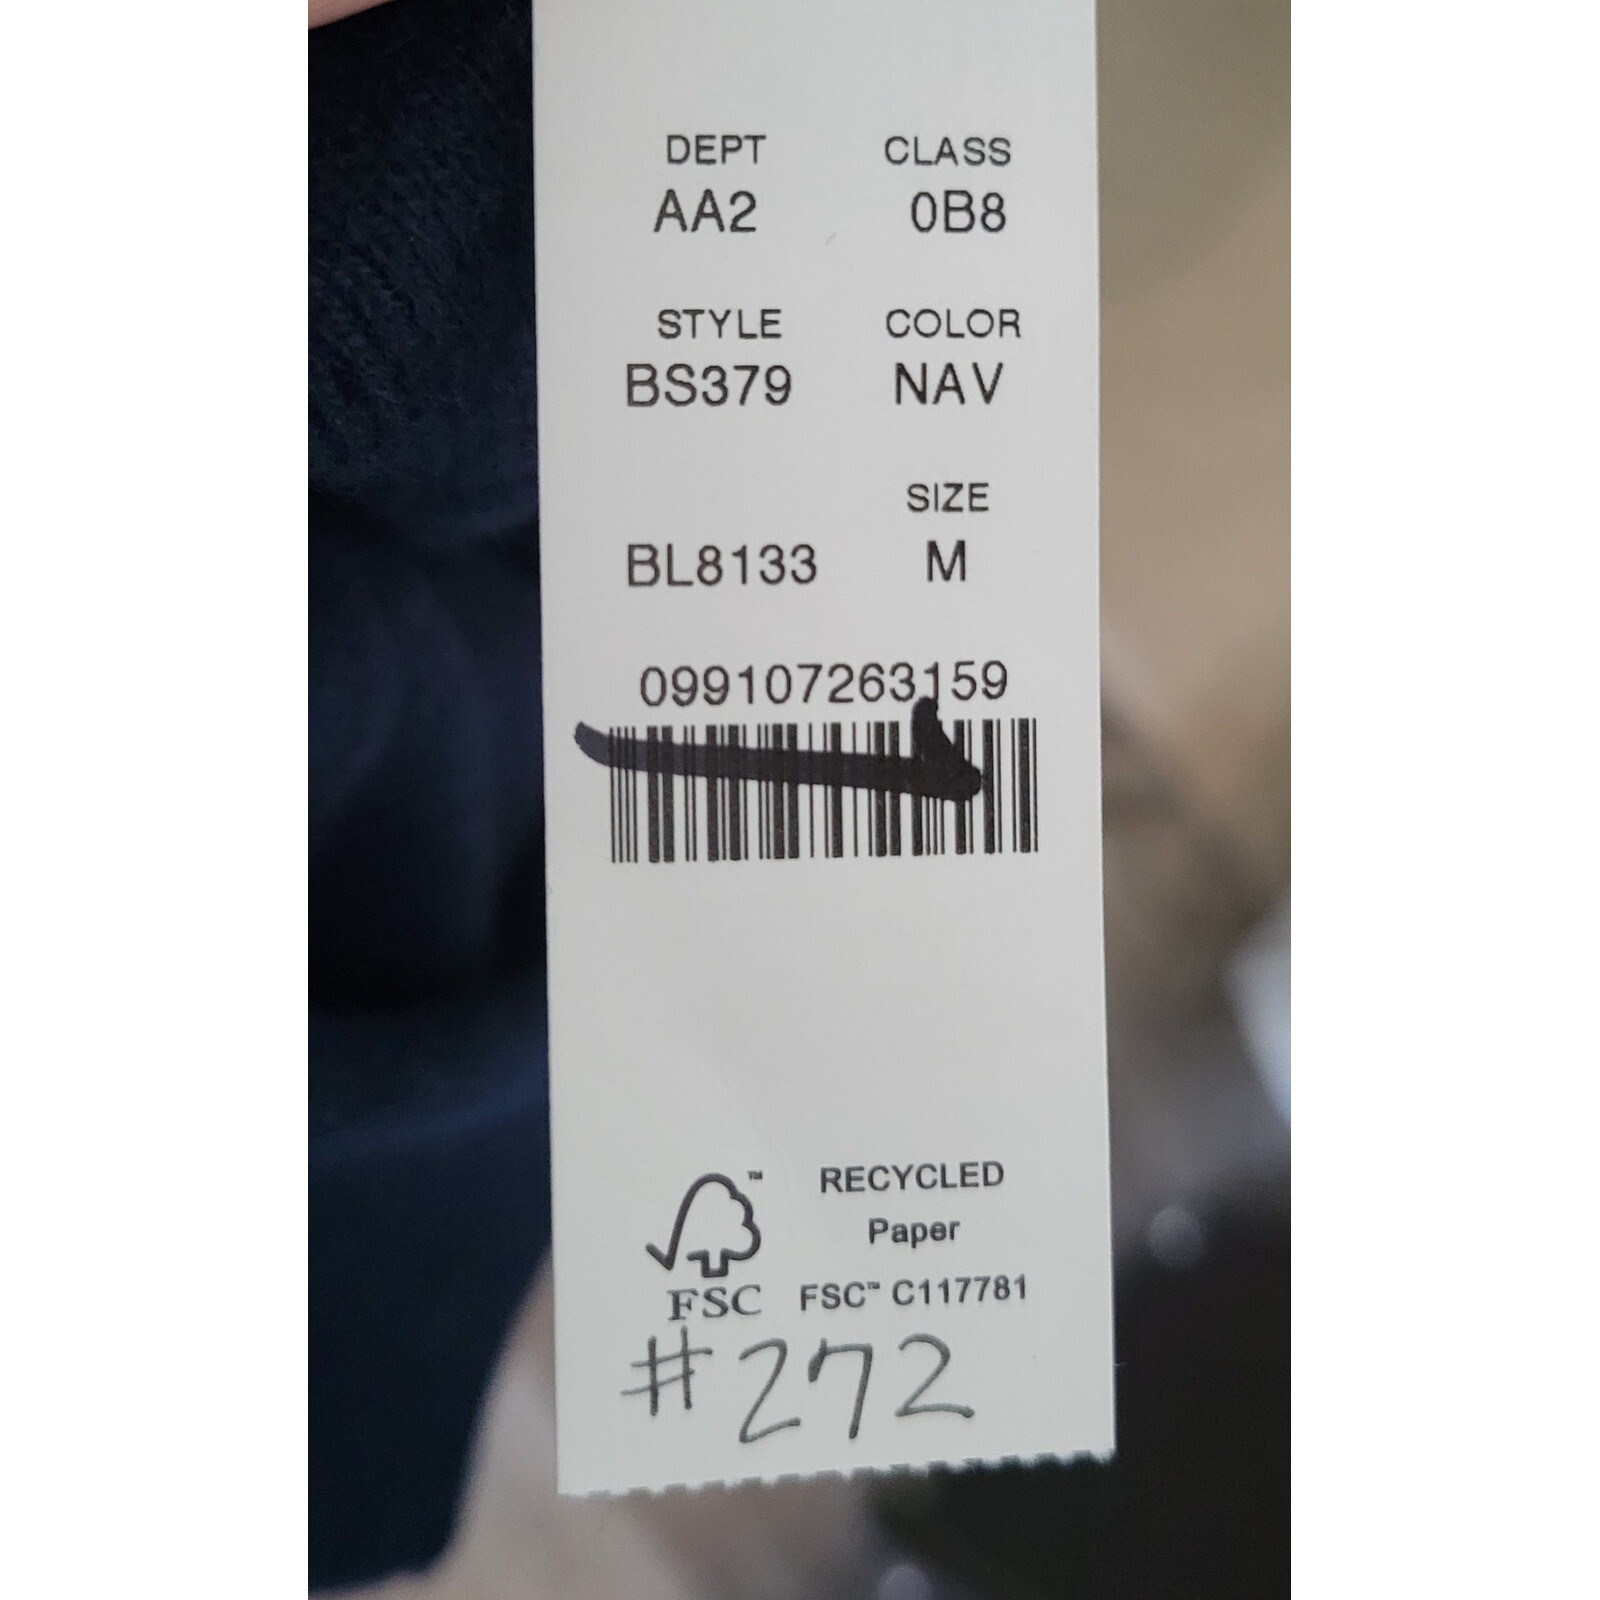 DEPT CLASS
AA2 0B8
STYLE COLOR
BS379 NAV
SIZE
BL8133 M
099107263159
RECYCLED
Paper
FSC FSC™ C117781
#272